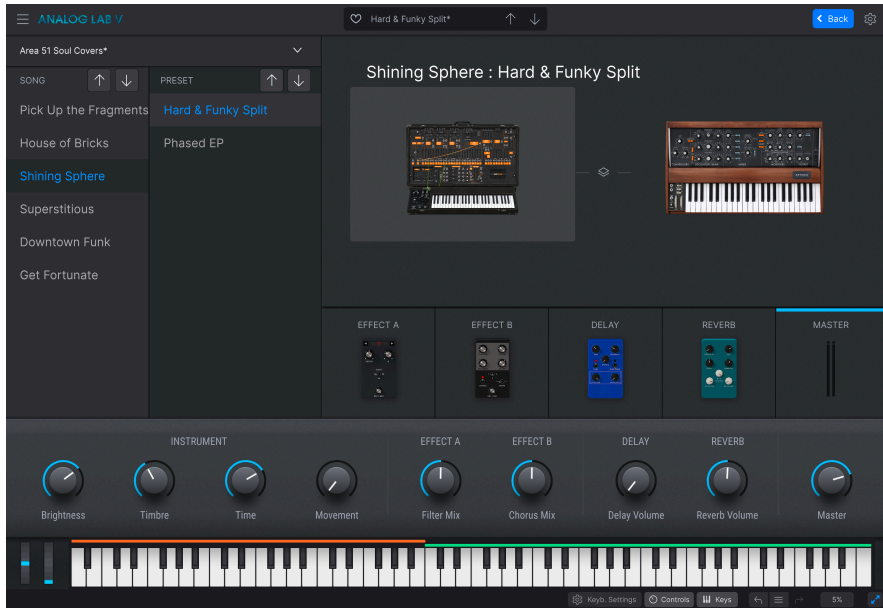 ANALOG LAB V
Hard & Funky Split*
Back
Area 51 Soul Covers*
SONG
PRESET
Pick Up the Fragments
House of Bricks
Shining Sphere
Superstitious
Downtown Funk
Get Fortunate
Hard & Funky Split
Phased EP
Shining Sphere : Hard & Funky Split
EFFECT A
EFFECT B
DELAY
REVERB
MASTER
INSTRUMENT
EFFECT A
EFFECT B
DELAY
REVERB
Brightness
Timbre
Time
Movement
Filter Mix
Chorus Mix
Delay Volume
Reverb Volume
Master
Keyb. Settings
Controls
Keys
5%